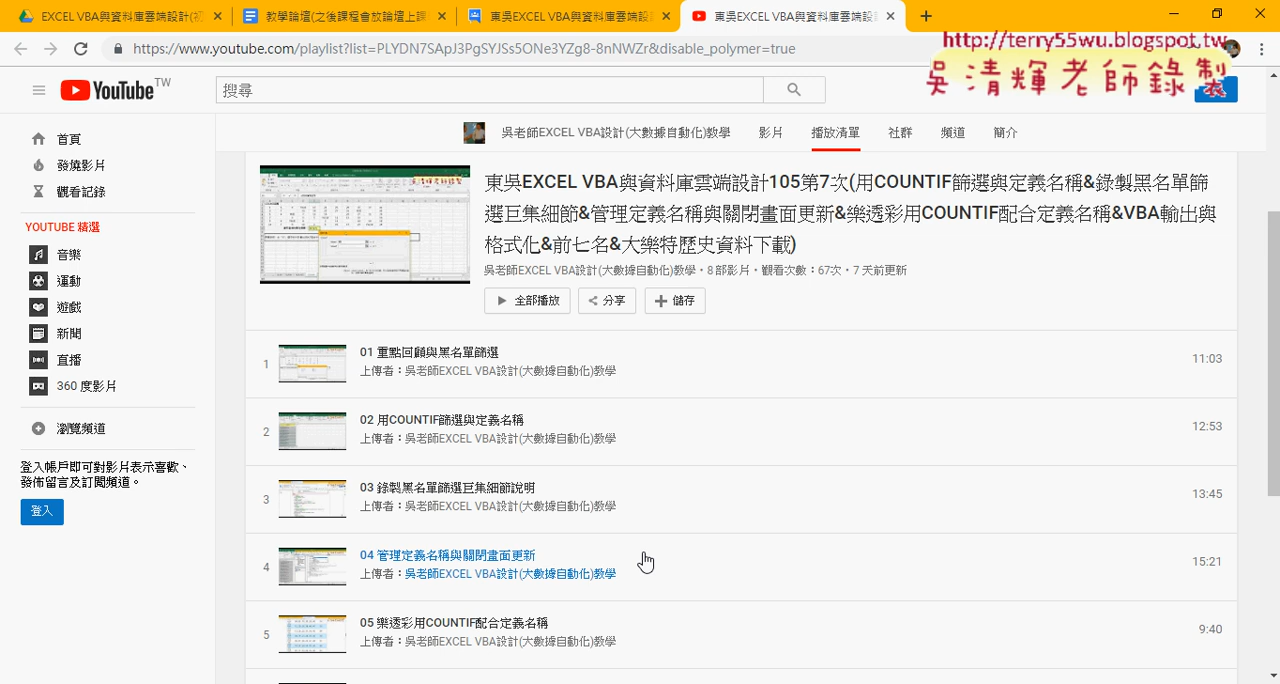 EXCEL VBA與資料庫雲端設計(初
教學論壇(之後課程會放論壇上課
東吳EXCEL VBA與資料庫雲端設計
東吳EXCEL VBA與資料庫雲端設計
https://www.youtube.com/playlist?list=PLYDN7SApJ3PgSYJSs5ONe3YZg8-8nNWZr&disable_polymer=true
http://terry55wu.blogspot.tw
吳清輝老師錄製
YouTube TW
搜尋
吳老師EXCEL VBA設計(大數據自動化)教學
影片
播放清單
社群
頻道
簡介
首頁
發燒影片
觀看記錄
YOUTUBE 精選
音樂
運動
遊戲
新聞
直播
360 度影片
瀏覽頻道
登入帳戶即可對影片表示喜歡、
發佈留言及訂閱頻道。
登入
東吳EXCEL VBA與資料庫雲端設計105第7次(用COUNTIF篩選與定義名稱&錄製黑名單篩
選巨集細節&管理定義名稱與關閉畫面更新&樂透彩用COUNTIF配合定義名稱&VBA輸出與
格式化&前七名&大樂特歷史資料下載)
吳老師EXCEL VBA設計(大數據自動化)教學・8 部影片・觀看次數：67次・7 天前更新
全部播放
分享
儲存
1
01 重點回顧與黑名單篩選
上傳者：吳老師EXCEL VBA設計(大數據自動化)教學
11:03
2
02 用COUNTIF篩選與定義名稱
上傳者：吳老師EXCEL VBA設計(大數據自動化)教學
12:53
3
03 錄製黑名單篩選巨集細節說明
上傳者：吳老師EXCEL VBA設計(大數據自動化)教學
13:45
4
04 管理定義名稱與關閉畫面更新
上傳者：吳老師EXCEL VBA設計(大數據自動化)教學
15:21
5
05 樂透彩用COUNTIF配合定義名稱
上傳者：吳老師EXCEL VBA設計(大數據自動化)教學
9:40